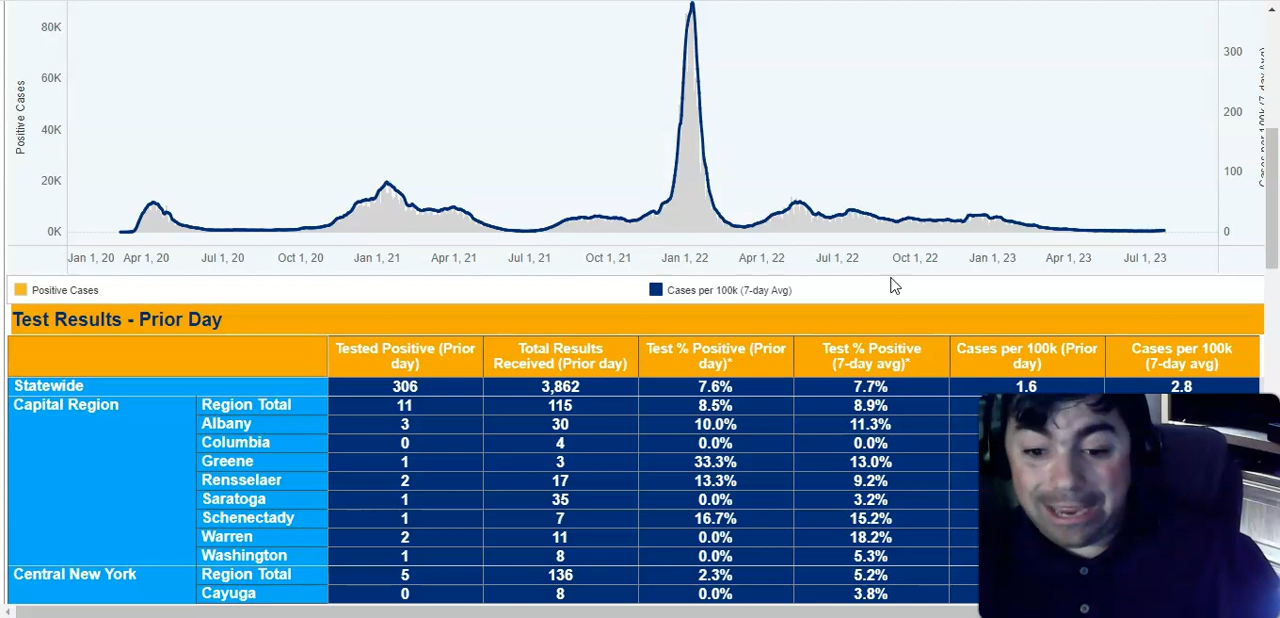 80K
60K
40K
20K
0K
Positive Cases
300
200
100
0
Cases per 100k (7-day Avg)
Jan 1, 20 Apr 1, 20 Jul 1, 20 Oct 1, 20 Jan 1, 21 Apr 1, 21 Jul 1, 21 Oct 1, 21 Jan 1, 22 Apr 1, 22 Jul 1, 22 Oct 1, 22 Jan 1, 23 Apr 1, 23 Jul 1, 23
Positive Cases Cases per 100k (7-day Avg)
Test Results - Prior Day
Tested Positive (Prior day) Total Results Received (Prior day) Test % Positive (Prior day)* Test % Positive (7-day avg)* Cases per 100k (Prior day) Cases per 100k (7-day avg)
Statewide 306 3,862 7.6% 7.7% 1.6 2.8
Capital Region Region Total 11 115 8.5% 8.9%
Albany 3 30 10.0% 11.3%
Columbia 0 4 0.0% 0.0%
Greene 1 3 33.3% 13.0%
Rensselaer 2 17 13.3% 9.2%
Saratoga 1 35 0.0% 3.2%
Schenectady 1 7 16.7% 15.2%
Warren 2 11 0.0% 18.2%
Washington 1 8 0.0% 5.3%
Central New York Region Total 5 136 2.3% 5.2%
Cayuga 0 8 0.0% 3.8%